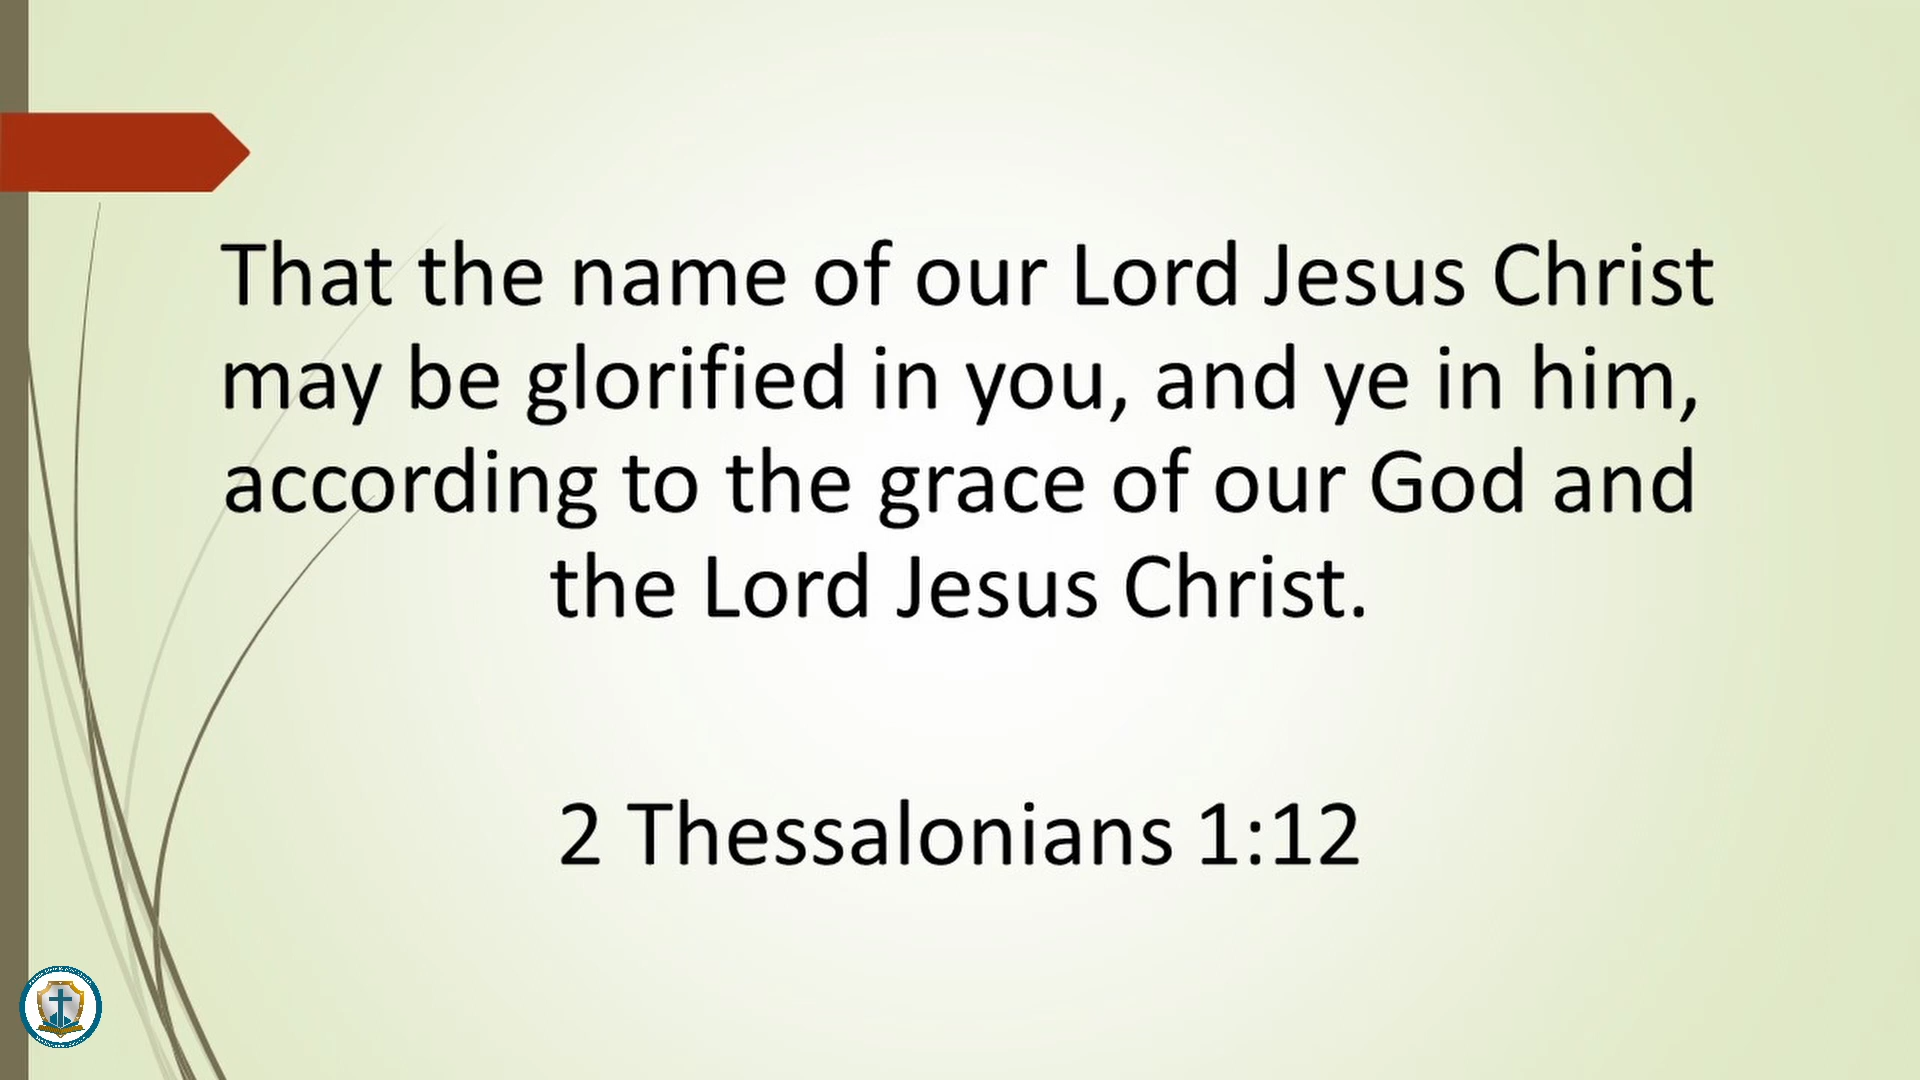 That the name of our Lord Jesus Christ
may be glorified in you, and ye in him,
according to the grace of our God and
the Lord Jesus Christ.
2 Thessalonians 1:12